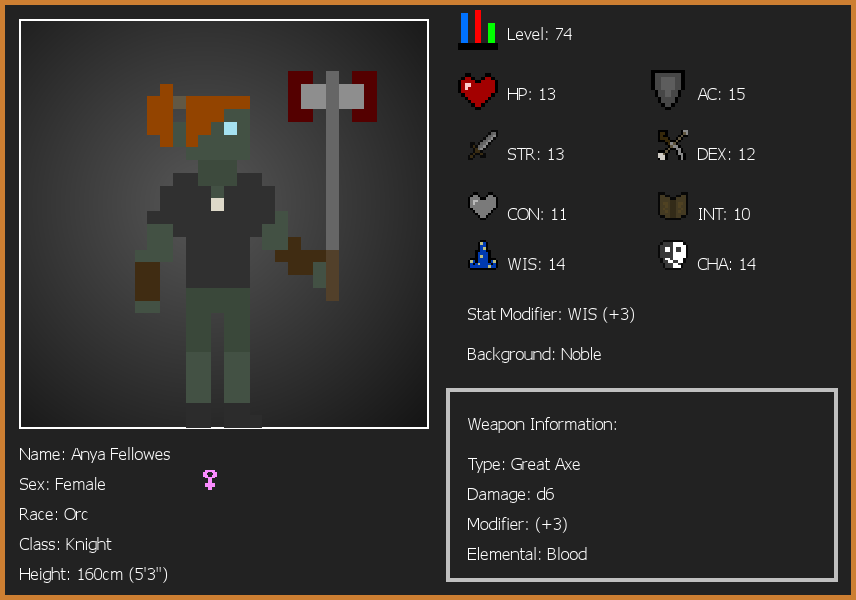 Level: 74
HP: 13
AC: 15
STR: 13
DEX: 12
CON: 11
INT: 10
WIS: 14
CHA: 14
Stat Modifier: WIS (+3)
Background: Noble
Weapon Information:
Type: Great Axe
Damage: d6
Modifier: (+3)
Elemental: Blood
Name: Anya Fellowes
Sex: Female
Race: Orc
Class: Knight
Height: 160cm (5'3")